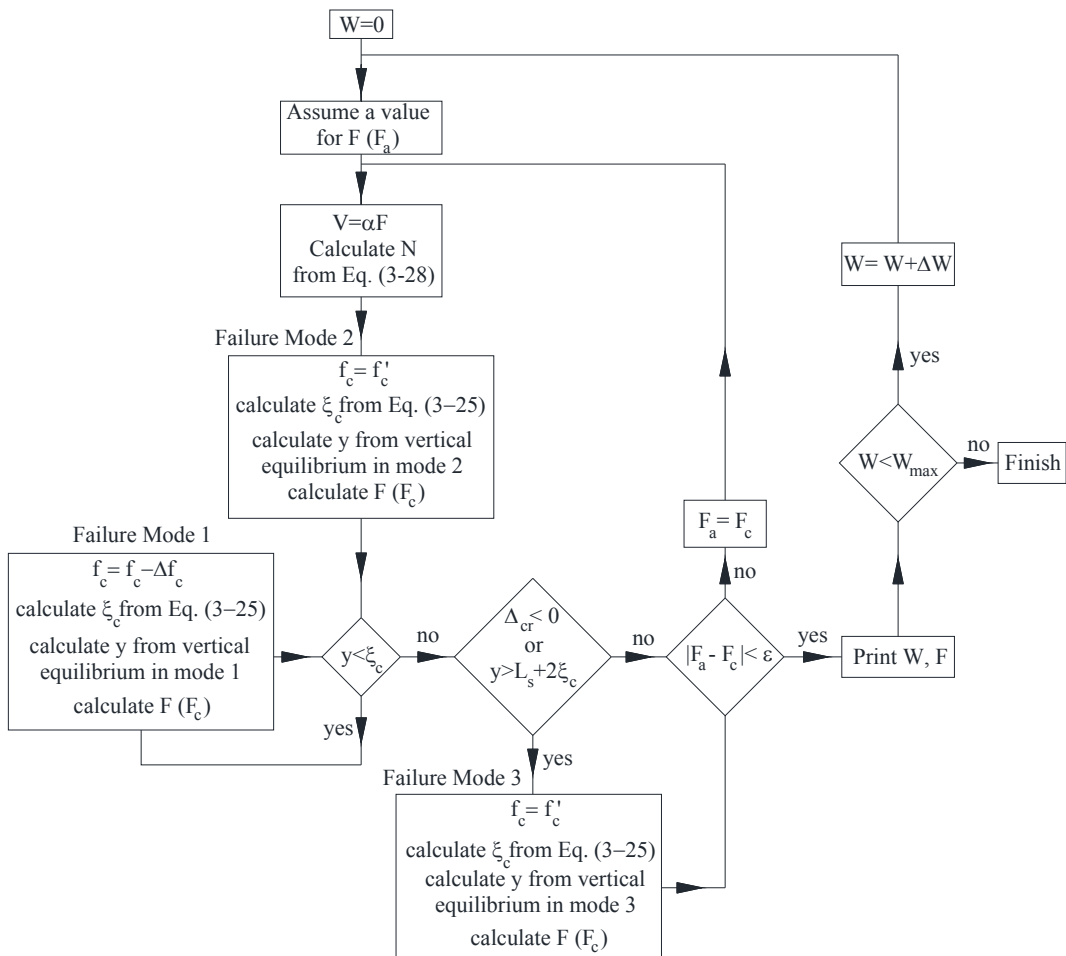 W=0
Assume a value
for F (F_a)
V=αF
Calculate N
from Eq. (3-28)
W= W+ΔW
Failure Mode 2
f_c= f_c'
calculate ξ_c from Eq. (3–25)
calculate y from vertical
equilibrium in mode 2
calculate F (F_c)
yes
W<W_max
no
Finish
F_a= F_c
no
Failure Mode 1
f_c= f_c–Δf_c
calculate ξ_c from Eq. (3–25)
calculate y from vertical
equilibrium in mode 1
calculate F (F_c)
y<ξ_c
no
yes
Δ_cr< 0
or
y>L_s+2ξ_c
no
yes
|F_a - F_c|< ε
yes
Print W, F
Failure Mode 3
f_c= f_c'
calculate ξ_c from Eq. (3–25)
calculate y from vertical
equilibrium in mode 3
calculate F (F_c)